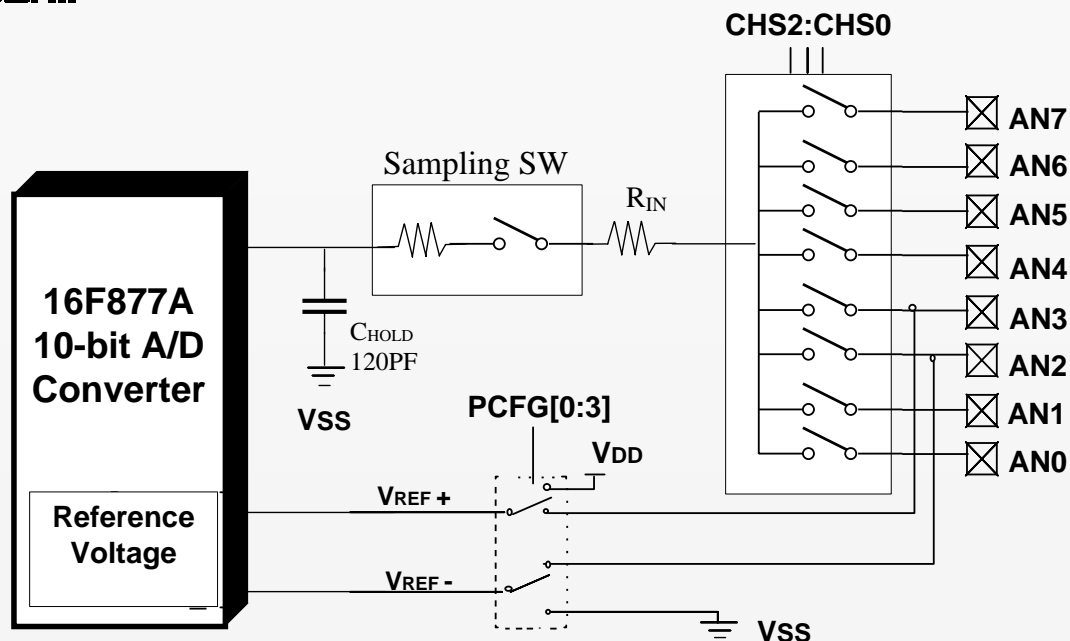 CHS2:CHS0
AN7
AN6
AN5
AN4
AN3
AN2
AN1
AN0
Sampling SW
RIN
16F877A
10-bit A/D
Converter
CHOLD
120PF
VSS
PCFG[0:3]
VDD
VREF +
VREF -
Reference
Voltage
VSS